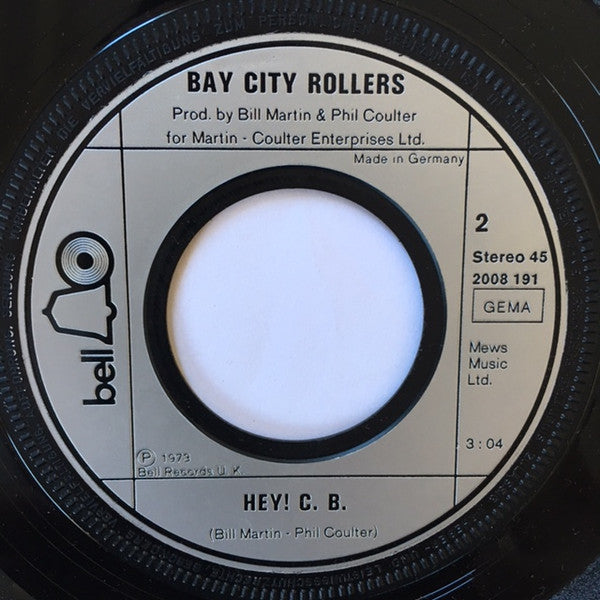 BAY CITY ROLLERS
Prod. by Bill Martin & Phil Coulter
for Martin - Coulter Enterprises Ltd.
Made in Germany
bell
2
Stereo 45
2008 191
GEMA
Mews
Music
Ltd.
3:04
Ⓟ 1973
Bell Records U.K.
HEY! C. B.
(Bill Martin - Phil Coulter)